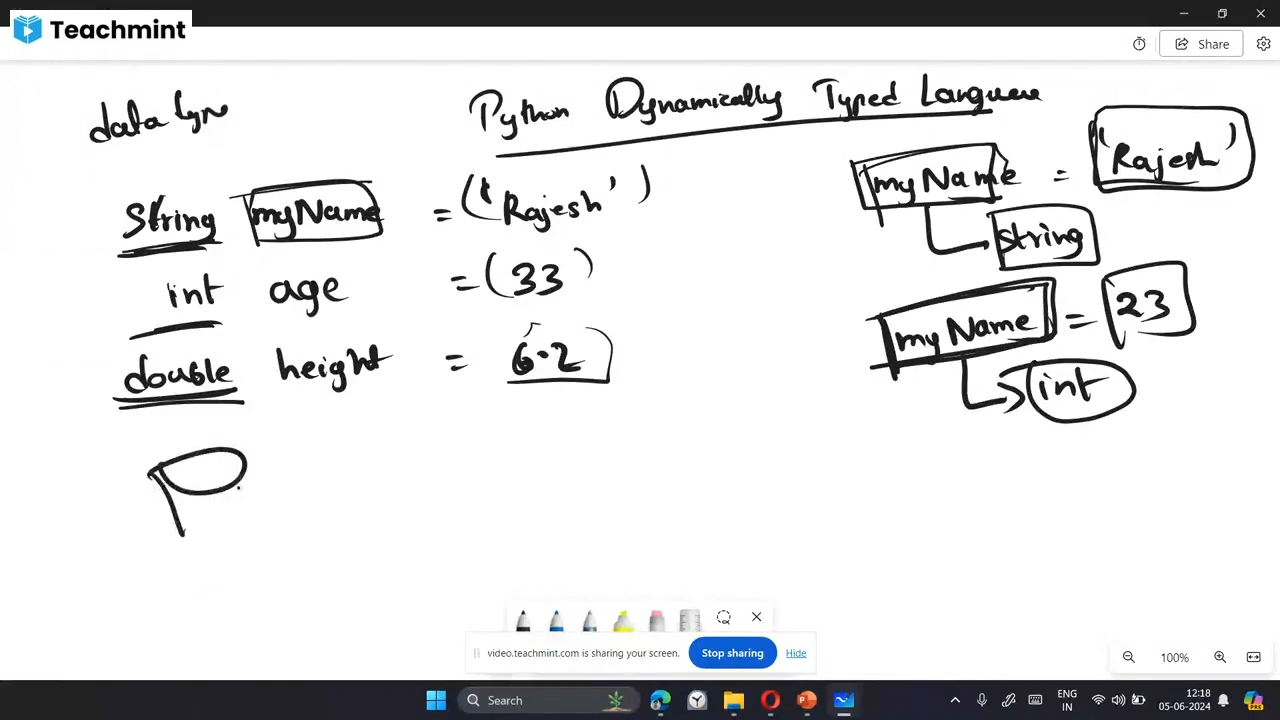 Teachmint
Share
data type
Python Dynamically Typed Language
String myName = ('Rajesh')
int age = (33)
double height = 6.2
myName = 'Rajesh'
string
myName = 23
int
P
video.teachmint.com is sharing your screen. Stop sharing Hide
100%
Search
ENG
IN
12:18
05-06-2024